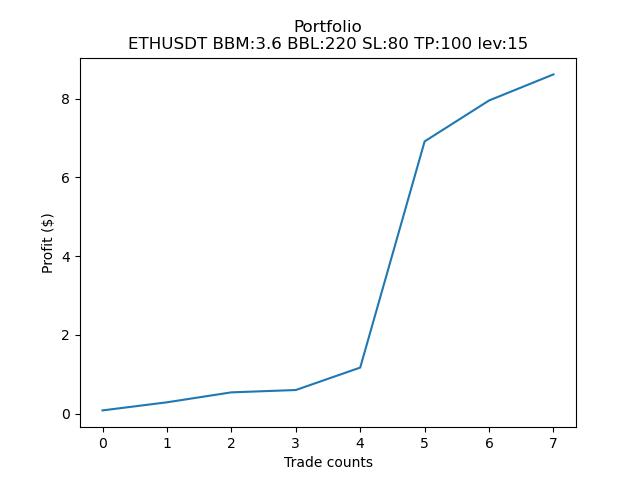 Portfolio
ETHUSDT BBM:3.6 BBL:220 SL:80 TP:100 lev:15
8
6
4
2
0
Profit ($)
0 1 2 3 4 5 6 7
Trade counts